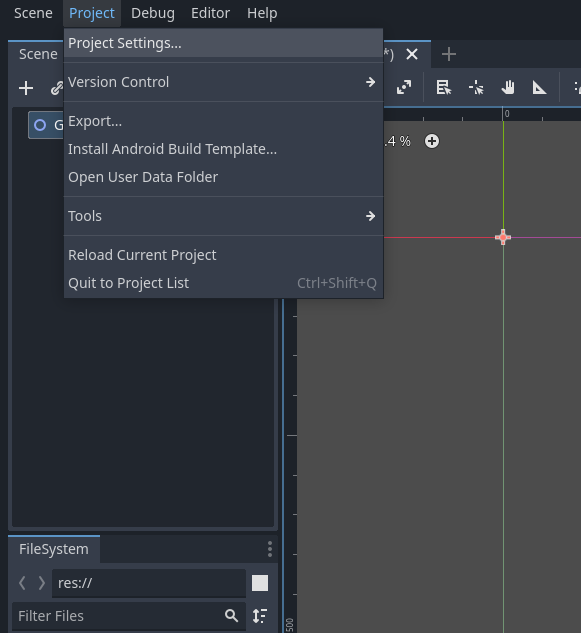 Scene Project Debug Editor Help
Scene
*)
Project Settings...
Version Control
G
Export...
0
.4 %
Install Android Build Template...
Open User Data Folder
Tools
Reload Current Project
Quit to Project List Ctrl+Shift+Q
FileSystem
res://
Filter Files
500